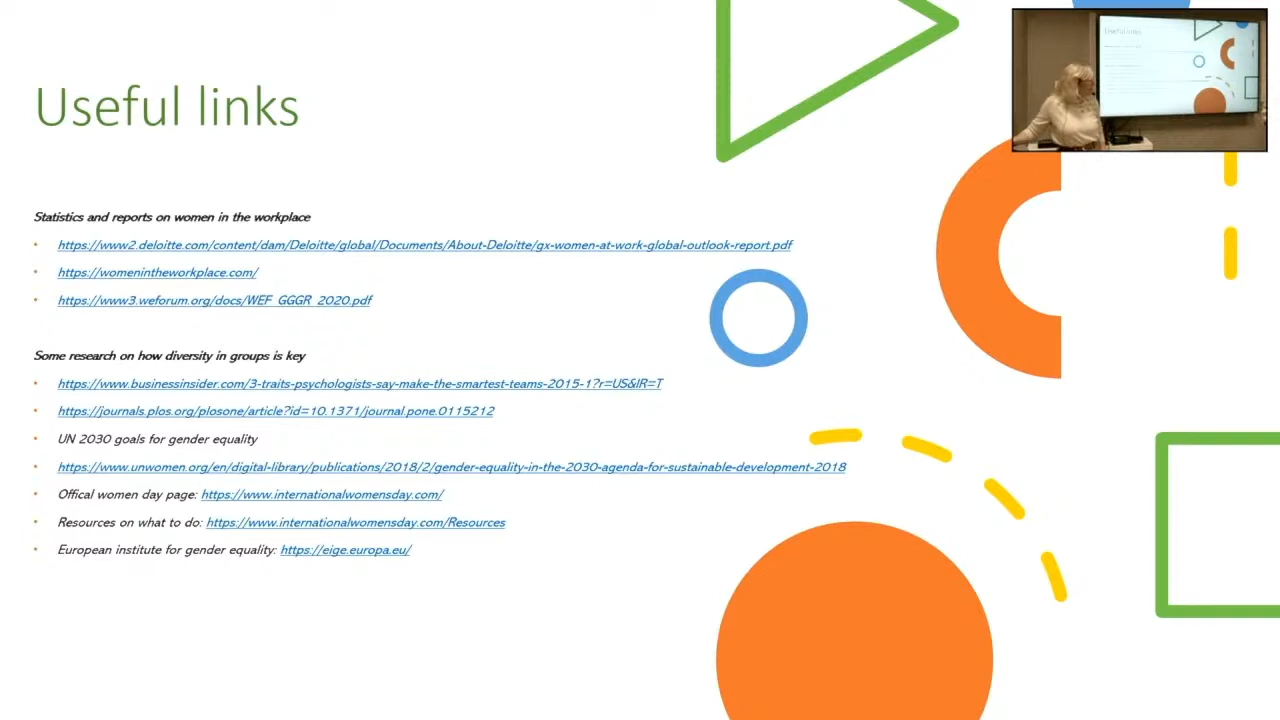 Useful links
Statistics and reports on women in the workplace
• https://www2.deloitte.com/content/dam/Deloitte/global/Documents/About-Deloitte/gx-women-at-work-global-outlook-report.pdf
• https://womenintheworkplace.com/
• https://www3.weforum.org/docs/WEF_GGGR_2020.pdf
Some research on how diversity in groups is key
• https://www.businessinsider.com/3-traits-psychologists-say-make-the-smartest-teams-2015-1?r=US&IR=T
• https://journals.plos.org/plosone/article?id=10.1371/journal.pone.0115212
• UN 2030 goals for gender equality
• https://www.unwomen.org/en/digital-library/publications/2018/2/gender-equality-in-the-2030-agenda-for-sustainable-development-2018
• Offical women day page: https://www.internationalwomensday.com/
• Resources on what to do: https://www.internationalwomensday.com/Resources
• European institute for gender equality: https://eige.europa.eu/
Useful links